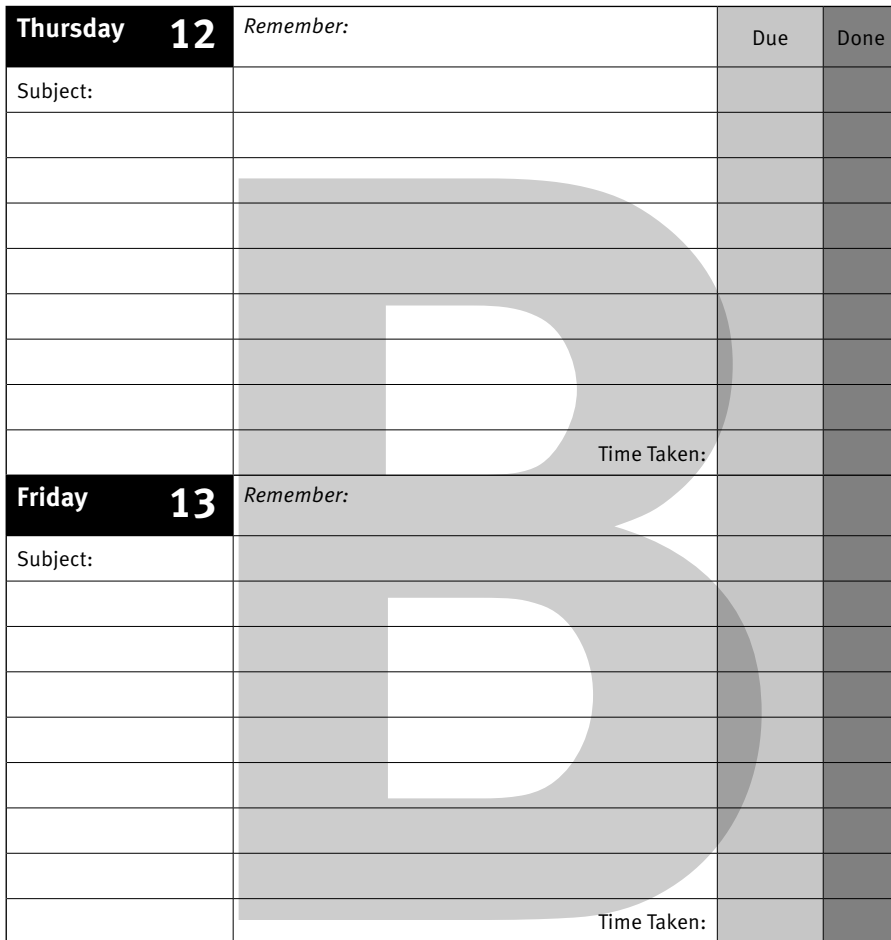 Thursday 12 Remember: Due Done
Subject:
Time Taken:
Friday 13 Remember:
Subject:
Time Taken:
B